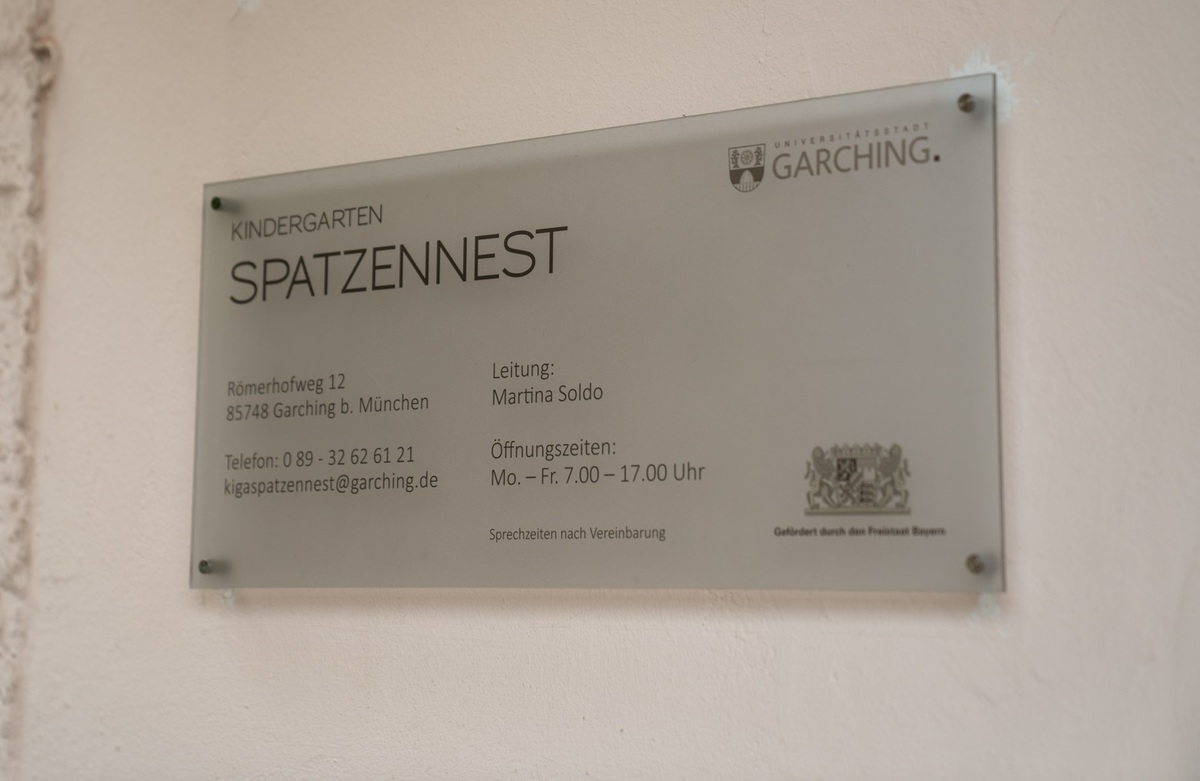 UNIVERSITÄTSSTADT
GARCHING.
KINDERGARTEN
SPATZENNEST
Römerhofweg 12
85748 Garching b. München
Telefon: 0 89 - 32 62 61 21
kigaspatzennest@garching.de
Leitung:
Martina Soldo
Öffnungszeiten:
Mo. – Fr. 7.00 – 17.00 Uhr
Sprechzeiten nach Vereinbarung
Gefördert durch den Freistaat Bayern